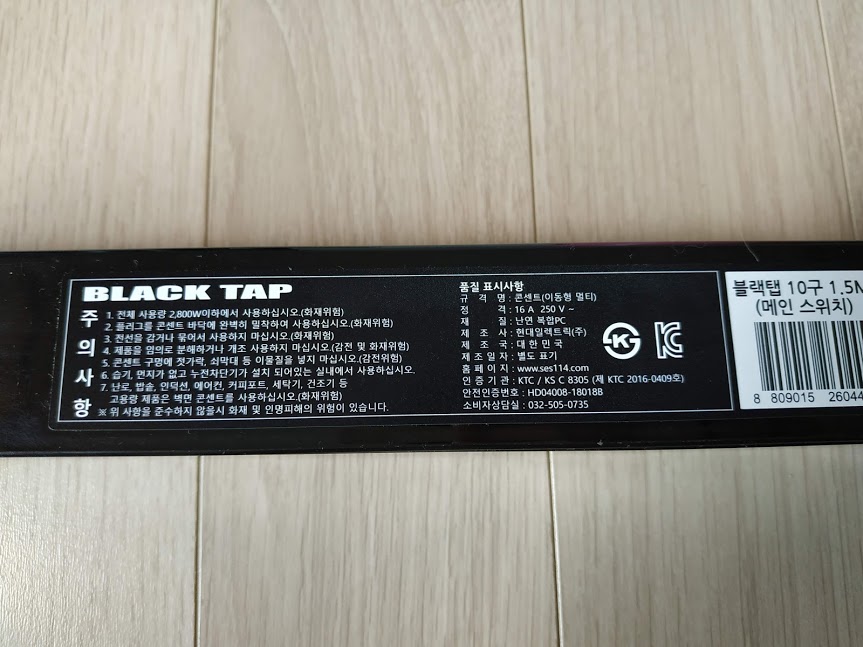 BLACK TAP
주의사항
1. 전체 사용량 2,800W이하에서 사용하십시오.(화재위험)
2. 플러그를 콘센트 바닥에 완벽히 밀착하여 사용하십시오.(화재위험)
3. 전선을 감거나 묶어서 사용하지 마십시오.(화재위험)
4. 제품을 임의로 분해하거나 개조 사용하지 마십시오.(감전 및 화재위험)
5. 콘센트 구멍에 젓가락, 쇠막대 등 이물질을 넣지 마십시오.(감전위험)
6. 습기, 먼지가 없고 누전차단기가 설치 되어있는 실내에서 사용하십시오.
7. 난로, 밥솥, 인덕션, 에어컨, 커피포트, 세탁기, 건조기 등
고용량 제품은 벽면 콘센트를 사용하십시오.(화재위험)
※ 위 사항을 준수하지 않을시 화재 및 인명피해의 위험이 있습니다.
품질 표시사항
규격명 : 콘센트(이동형 멀티)
정격 : 16 A 250 V ~
재질 : 난연 복합PC
제조사 : 현대일렉트릭(주)
제조국 : 대한민국
제조일자 : 별도 표기
홈페이지 : www.ses114.com
인증기관 : KTC / KS C 8305 (제 KTC 2016-0409호)
안전인증번호 : HD04008-18018B
소비자상담실 : 032-505-0735
블랙탭 10구 1.5M
(메인 스위치)
8 809015 26044